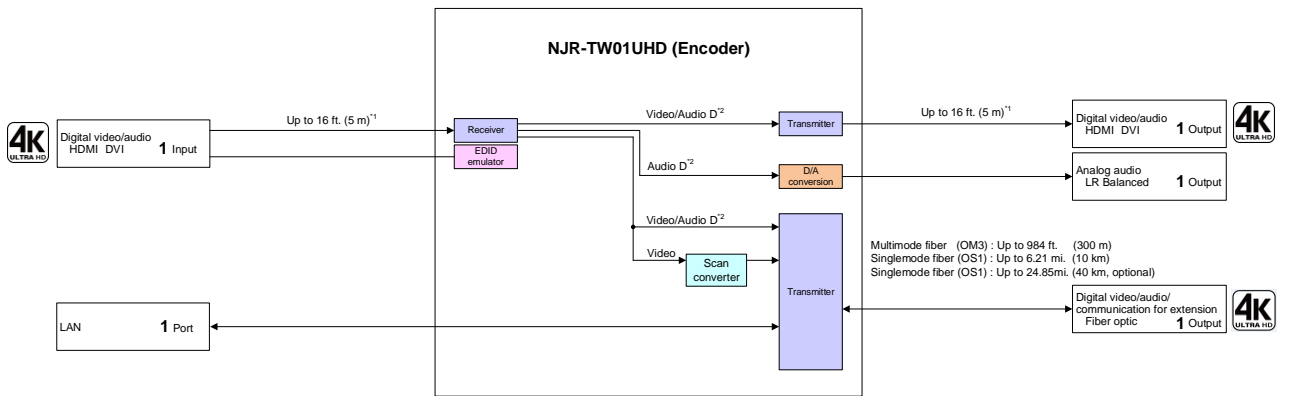 NJR-TW01UHD (Encoder)
4K
ULTRA HD
Digital video/audio
HDMI DVI 1 Input
Up to 16 ft. (5 m)*1
Receiver
EDID
emulator
Video/Audio D*2
Transmitter
Up to 16 ft. (5 m)*1
Digital video/audio
HDMI DVI 1 Output
4K
ULTRA HD
Audio D*2
D/A
conversion
Analog audio
LR Balanced 1 Output
Video/Audio D*2
Video
Scan
converter
Transmitter
Multimode fiber (OM3) : Up to 984 ft. (300 m)
Singlemode fiber (OS1) : Up to 6.21 mi. (10 km)
Singlemode fiber (OS1) : Up to 24.85mi. (40 km, optional)
LAN 1 Port
Digital video/audio/
communication for extension
Fiber optic 1 Output
4K
ULTRA HD